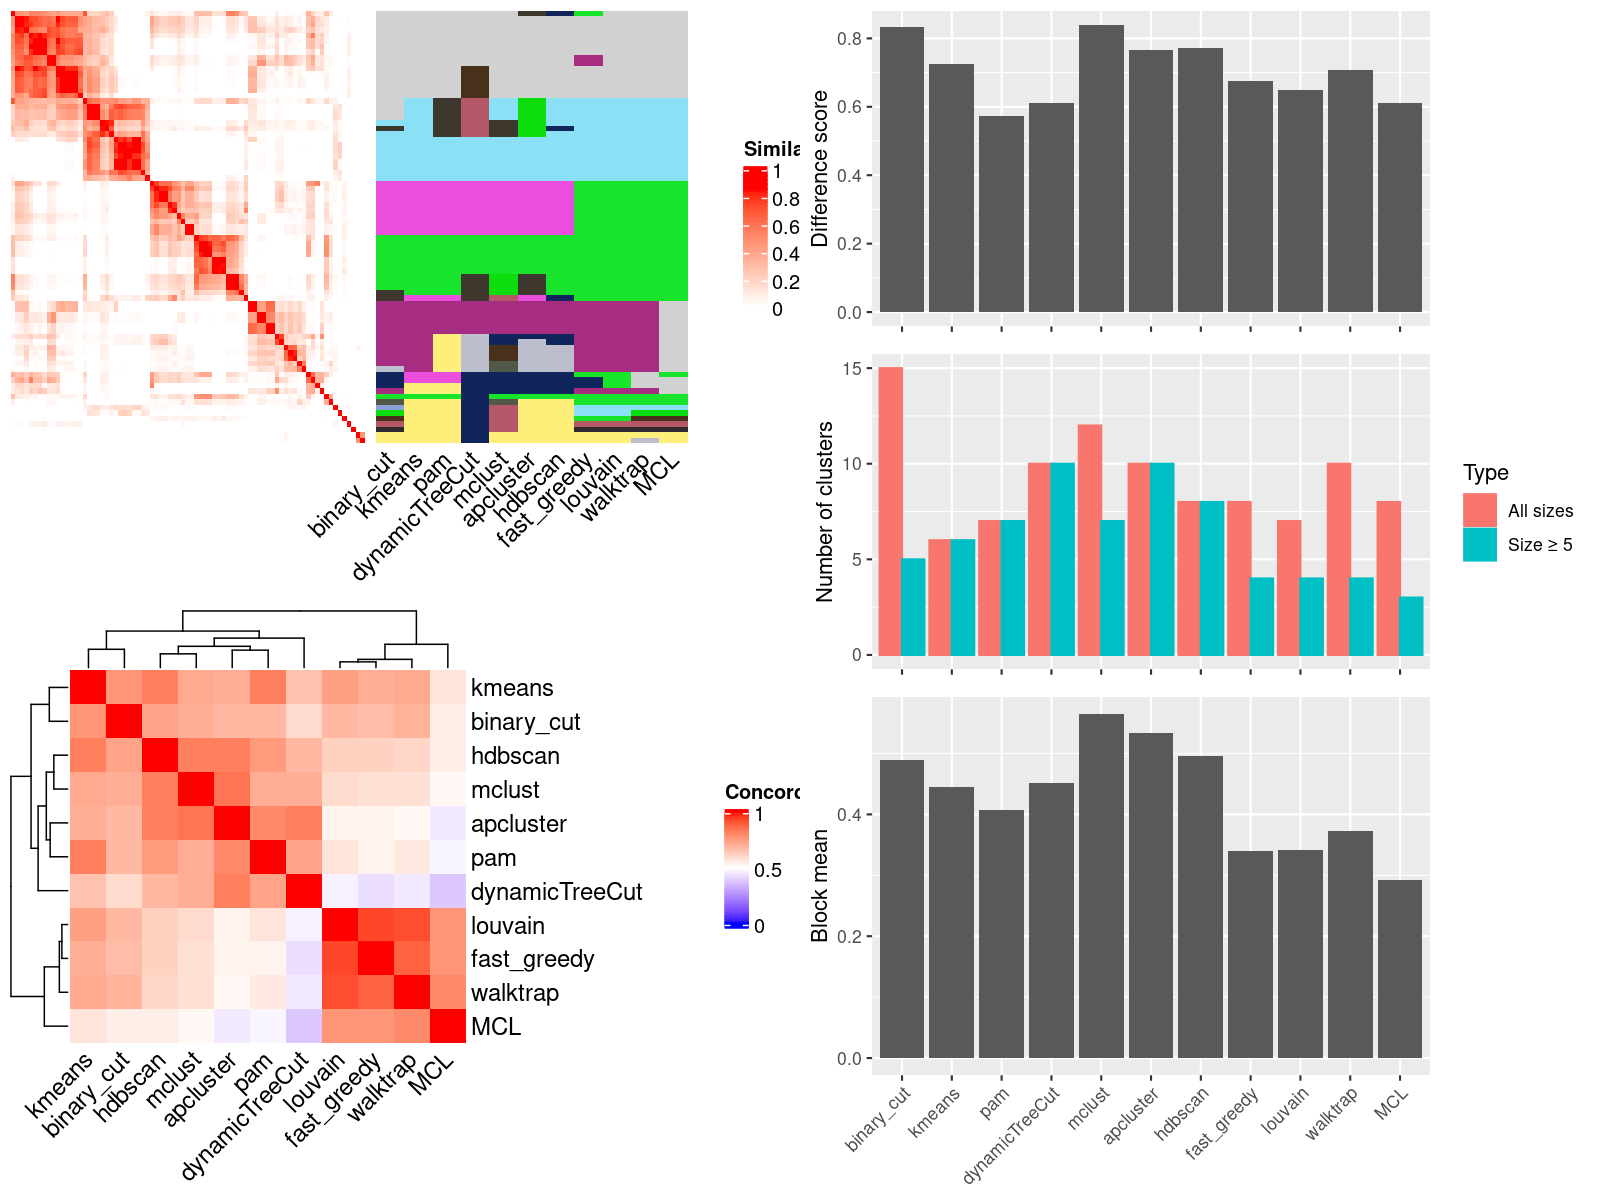 Simila
1
0.8
0.6
0.4
0.2
0
binary_cut
kmeans
pam
dynamicTreeCut
mclust
apcluster
hdbscan
fast_greedy
louvain
walktrap
MCL
Difference score
0.8
0.6
0.4
0.2
0.0
Number of clusters
15
10
5
0
Type
All sizes
Size ≥ 5
kmeans
binary_cut
hdbscan
mclust
apcluster
pam
dynamicTreeCut
louvain
fast_greedy
walktrap
MCL
kmeans
binary_cut
hdbscan
mclust
apcluster
pam
dynamicTreeCut
louvain
fast_greedy
walktrap
MCL
Concord
1
0.5
0
Block mean
0.4
0.2
0.0
binary_cut
kmeans
pam
dynamicTreeCut
mclust
apcluster
hdbscan
fast_greedy
louvain
walktrap
MCL